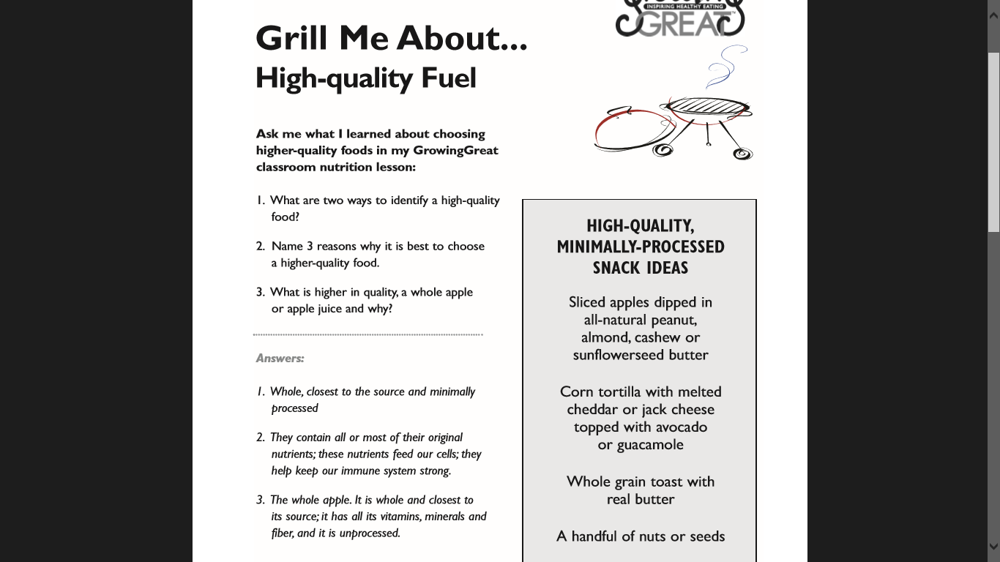 INSPIRING HEALTHY EATING
GREAT™
Grill Me About...
High-quality Fuel
Ask me what I learned about choosing
higher-quality foods in my GrowingGreat
classroom nutrition lesson:
1. What are two ways to identify a high-quality
food?
2. Name 3 reasons why it is best to choose
a higher-quality food.
3. What is higher in quality, a whole apple
or apple juice and why?
Answers:
1. Whole, closest to the source and minimally
processed
2. They contain all or most of their original
nutrients; these nutrients feed our cells; they
help keep our immune system strong.
3. The whole apple. It is whole and closest to
its source; it has all its vitamins, minerals and
fiber, and it is unprocessed.
HIGH-QUALITY,
MINIMALLY-PROCESSED
SNACK IDEAS
Sliced apples dipped in
all-natural peanut,
almond, cashew or
sunflowerseed butter
Corn tortilla with melted
cheddar or jack cheese
topped with avocado
or guacamole
Whole grain toast with
real butter
A handful of nuts or seeds